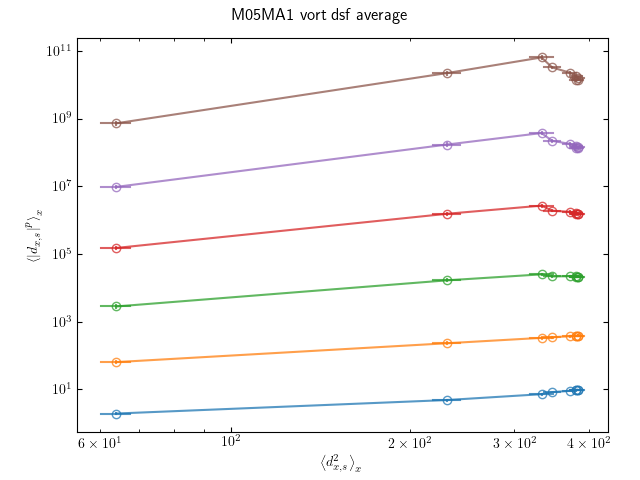 M05MA1 vort dsf average
⟨|d_{x,s}|^p⟩_x
10^{11}
10^9
10^7
10^5
10^3
10^1
6 × 10^1
10^2
2 × 10^2
3 × 10^2
4 × 10^2
⟨d^2_{x,s}⟩_x